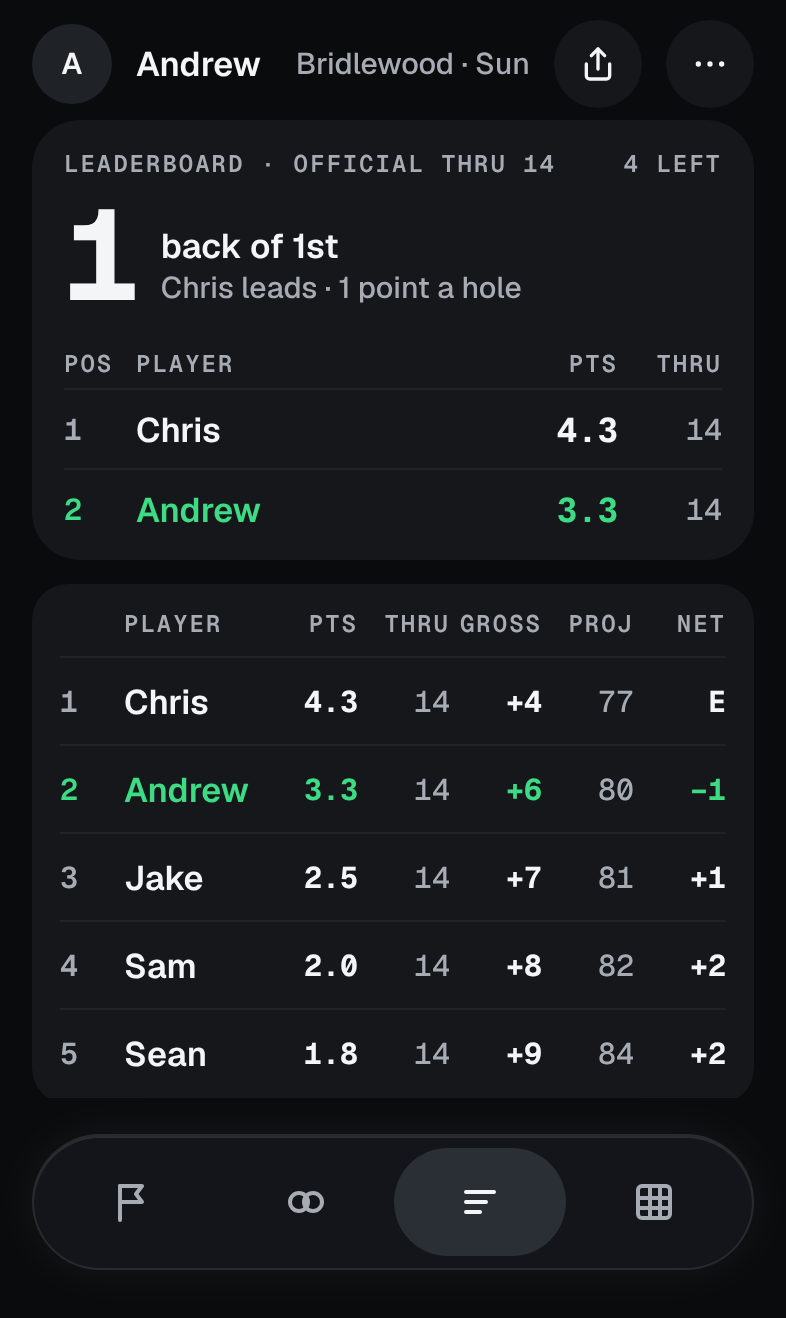 A Andrew Bridlewood · Sun
LEADERBOARD · OFFICIAL THRU 14 4 LEFT
1 back of 1st
Chris leads · 1 point a hole
POS PLAYER PTS THRU
1 Chris 4.3 14
2 Andrew 3.3 14
PLAYER PTS THRU GROSS PROJ NET
1 Chris 4.3 14 +4 77 E
2 Andrew 3.3 14 +6 80 −1
3 Jake 2.5 14 +7 81 +1
4 Sam 2.0 14 +8 82 +2
5 Sean 1.8 14 +9 84 +2